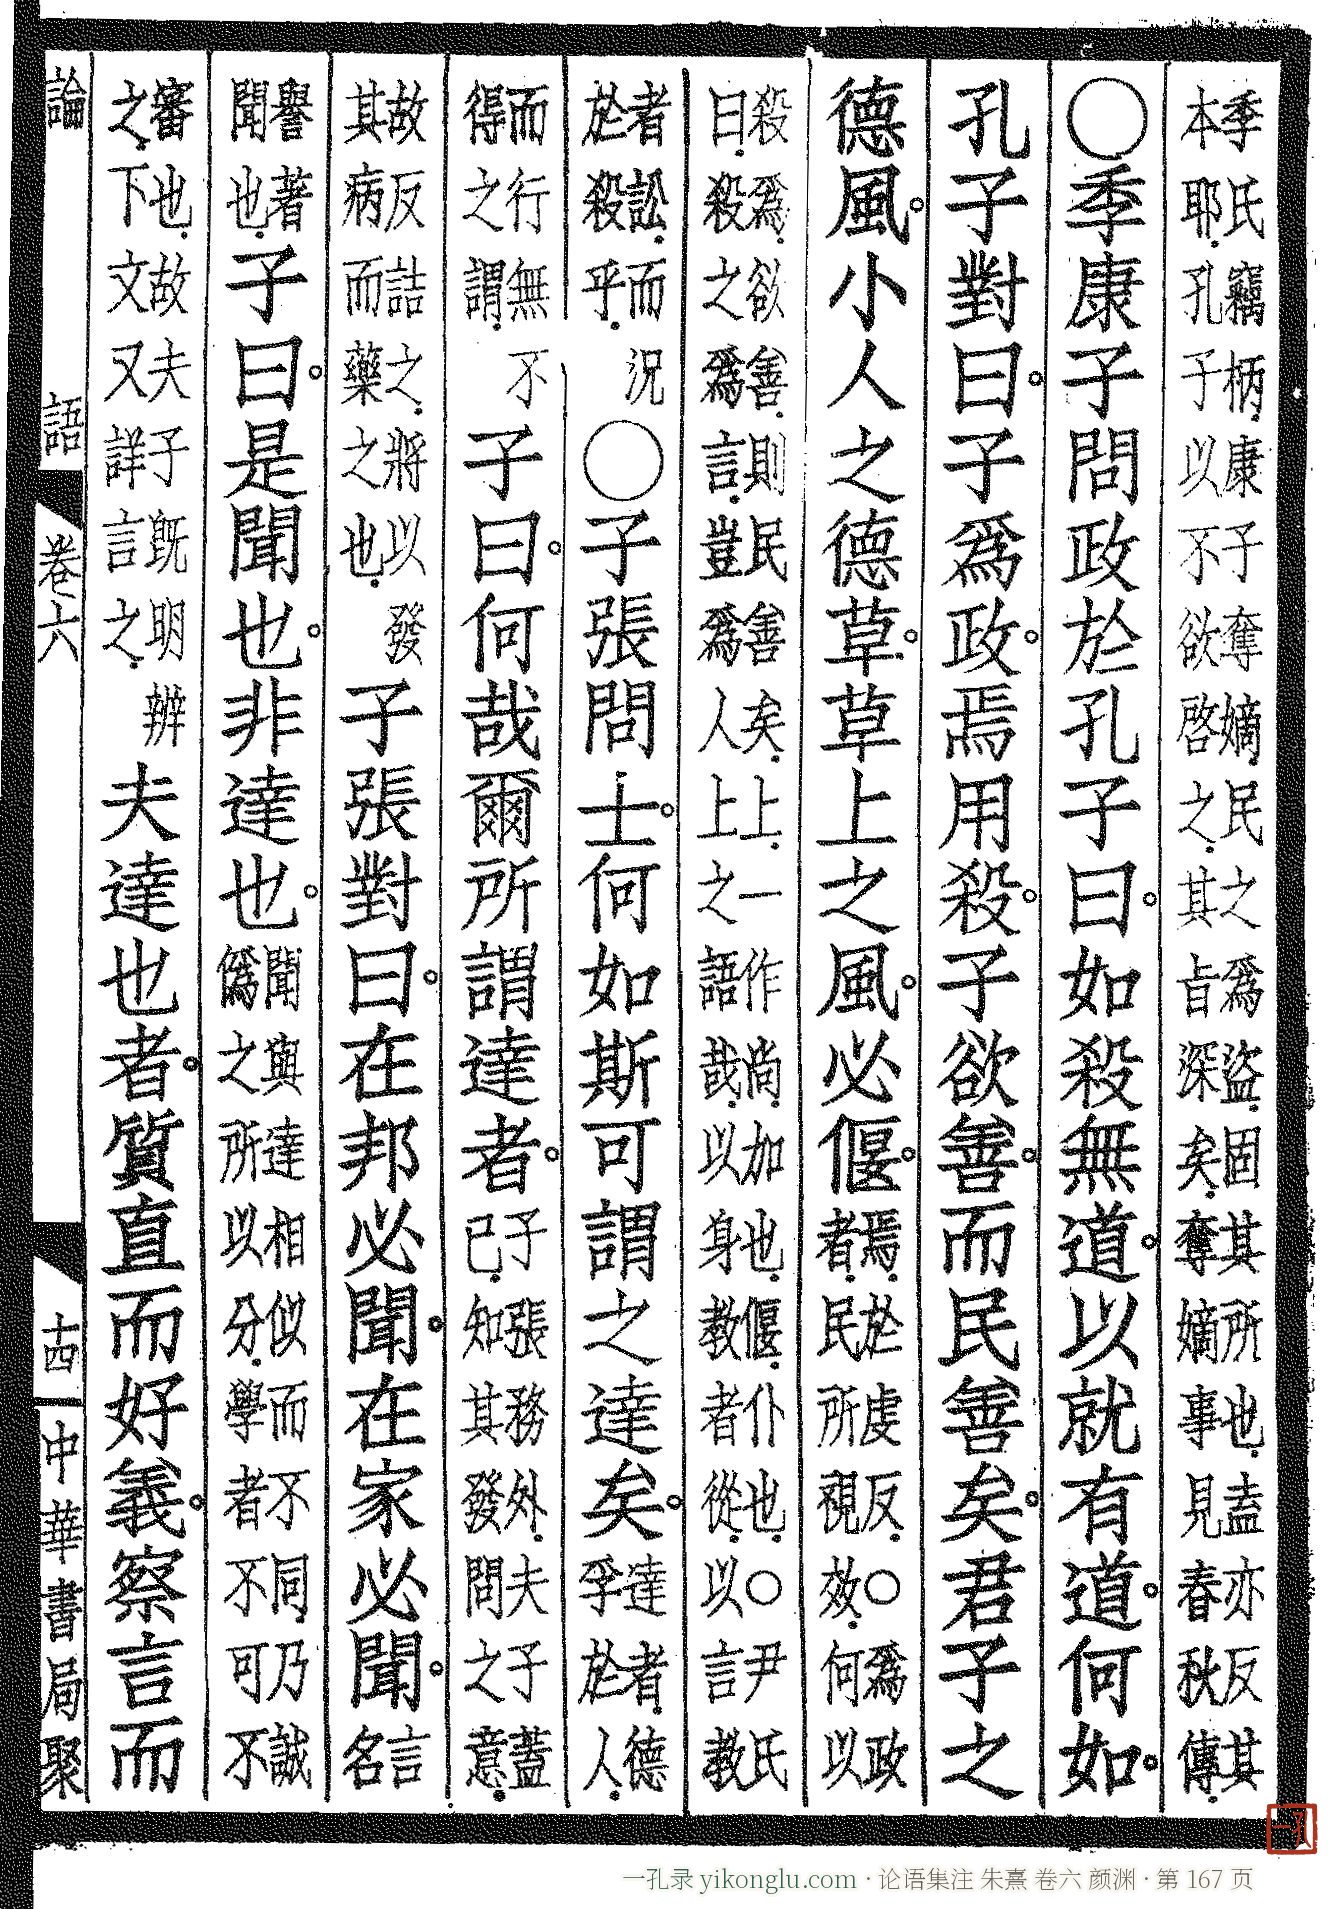 季氏竊柄。康子奪嫡。民之爲盜。固其所也。盍亦反其
本耶。孔子以不欲啓之。其旨深矣。奪嫡事見春秋傳。
○季康子問政於孔子曰。如殺無道。以就有道。何如。
孔子對曰。子爲政。焉用殺。子欲善。而民善矣。君子之
德風。小人之德草。草上之風。必偃。
焉。於虔反。○爲政
者。民所視效。何以
殺爲。欲善。則民善矣。上。一作尚。加也。偃。仆也。○尹氏
曰。殺之爲言。豈爲人上之語哉。以身教者從。以言教
者訟。而況
於殺乎。
○子張問士。何如斯可謂之達矣。
達者。德
孚於人。
而行無不
得之謂。
子曰。何哉爾所謂達者。
子張務外。夫子蓋
已。知其發問之意。
故反詰之。將以發
其病而藥之也。
子張對曰。在邦必聞。在家必聞。
言名
譽著
聞也。
子曰。是聞也。非達也。
聞與達相似而不同。乃誠
僞之所以分。學者不可不
審也。故夫子旣明辨
之。下文又詳言之。
夫達也者。質直而好義。察言而
論語
卷六
十四
中華書局聚
一孔
一孔录 yikonglu.com · 论语集注 朱熹 卷六 颜渊 · 第 167 页